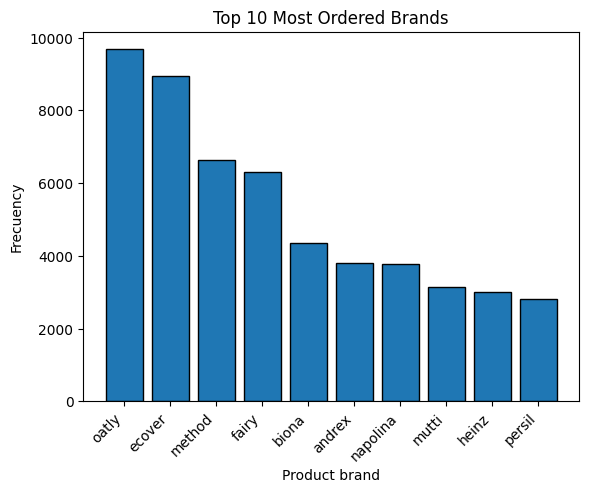 Top 10 Most Ordered Brands
10000
8000
6000
4000
2000
0
Frecuency
oatly
ecover
method
fairy
biona
andrex
napolina
mutti
heinz
persil
Product brand